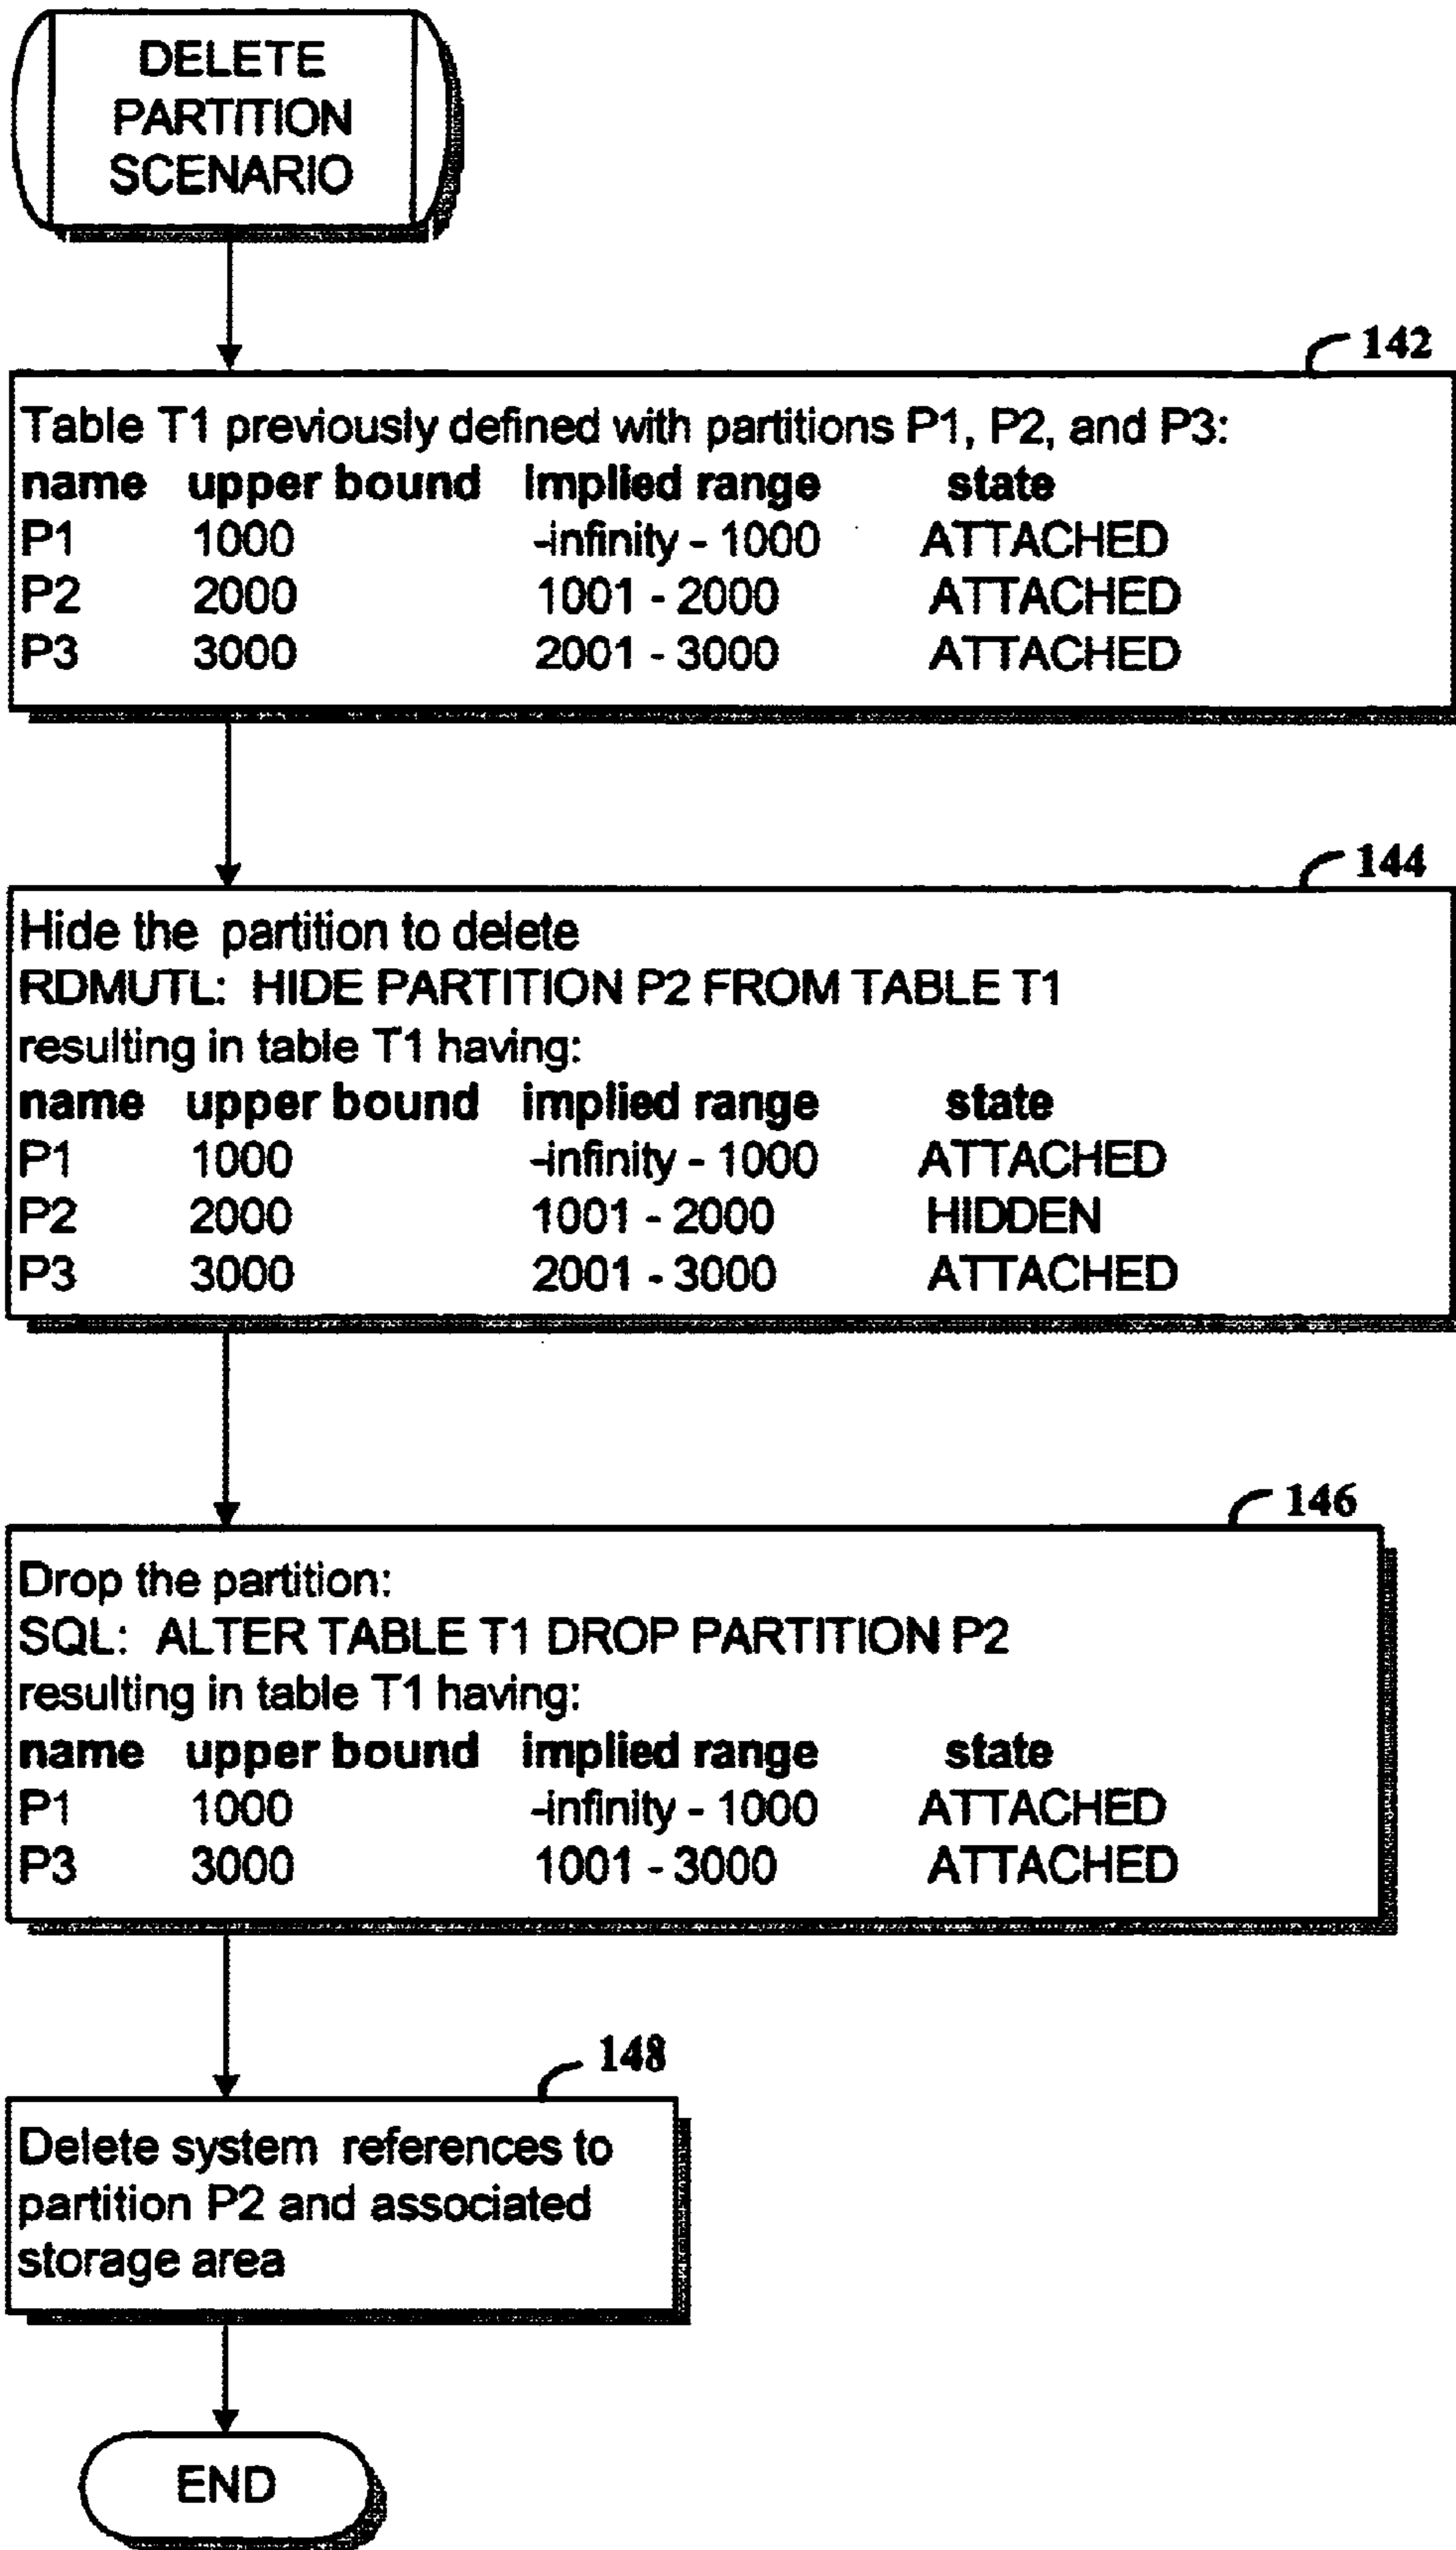 DELETE
PARTITION
SCENARIO
142
Table T1 previously defined with partitions P1, P2, and P3:
name upper bound implied range state
P1 1000 -infinity - 1000 ATTACHED
P2 2000 1001 - 2000 ATTACHED
P3 3000 2001 - 3000 ATTACHED
144
Hide the partition to delete
RDMUTL: HIDE PARTITION P2 FROM TABLE T1
resulting in table T1 having:
name upper bound implied range state
P1 1000 -infinity - 1000 ATTACHED
P2 2000 1001 - 2000 HIDDEN
P3 3000 2001 - 3000 ATTACHED
146
Drop the partition:
SQL: ALTER TABLE T1 DROP PARTITION P2
resulting in table T1 having:
name upper bound implied range state
P1 1000 -infinity - 1000 ATTACHED
P3 3000 1001 - 3000 ATTACHED
148
Delete system references to
partition P2 and associated
storage area
END